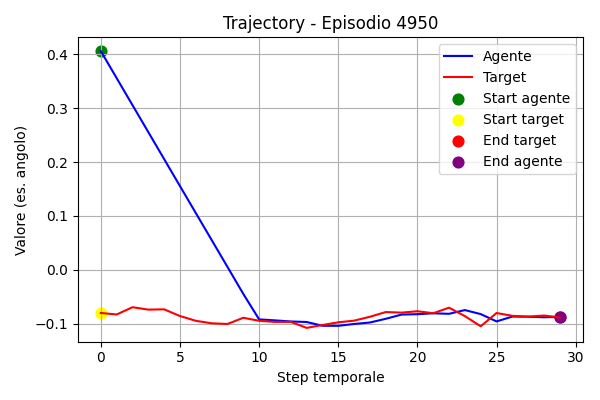 Trajectory - Episodio 4950
Valore (es. angolo)
0.4
0.3
0.2
0.1
0.0
−0.1
0
5
10
15
20
25
30
Step temporale
Agente
Target
Start agente
Start target
End target
End agente